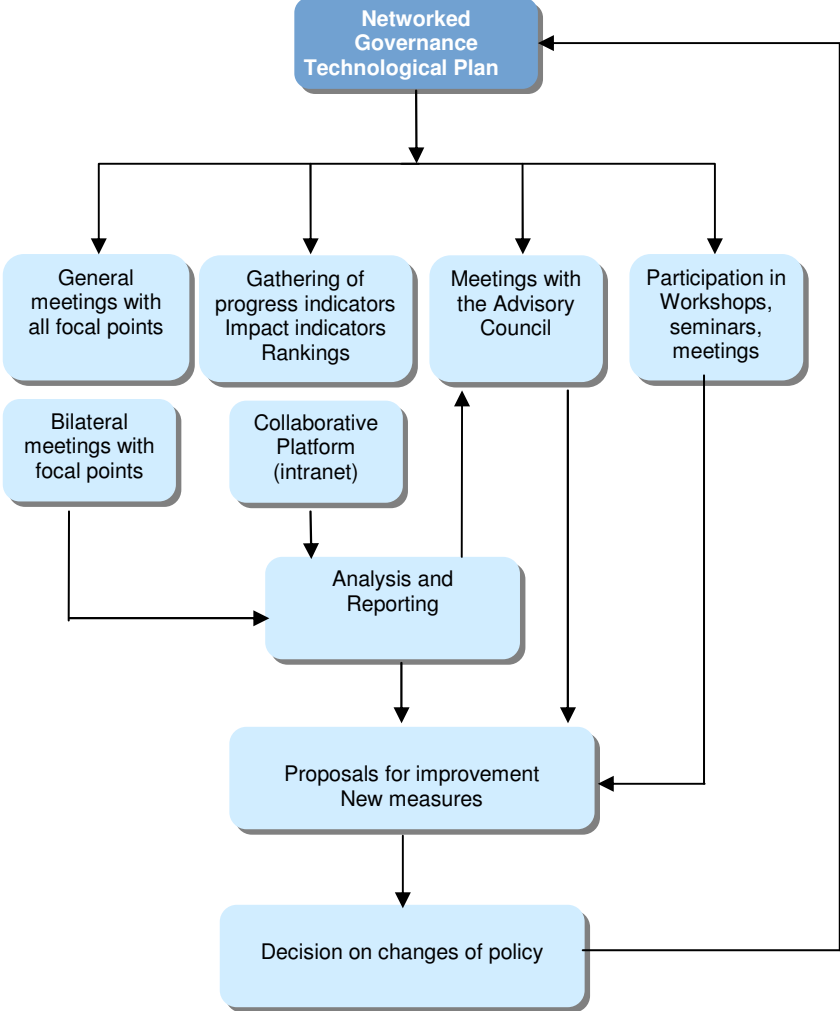 Networked
Governance
Technological Plan
General
meetings with
all focal points
Gathering of
progress indicators
Impact indicators
Rankings
Meetings with
the Advisory
Council
Participation in
Workshops,
seminars,
meetings
Bilateral
meetings with
focal points
Collaborative
Platform
(intranet)
Analysis and
Reporting
Proposals for improvement
New measures
Decision on changes of policy